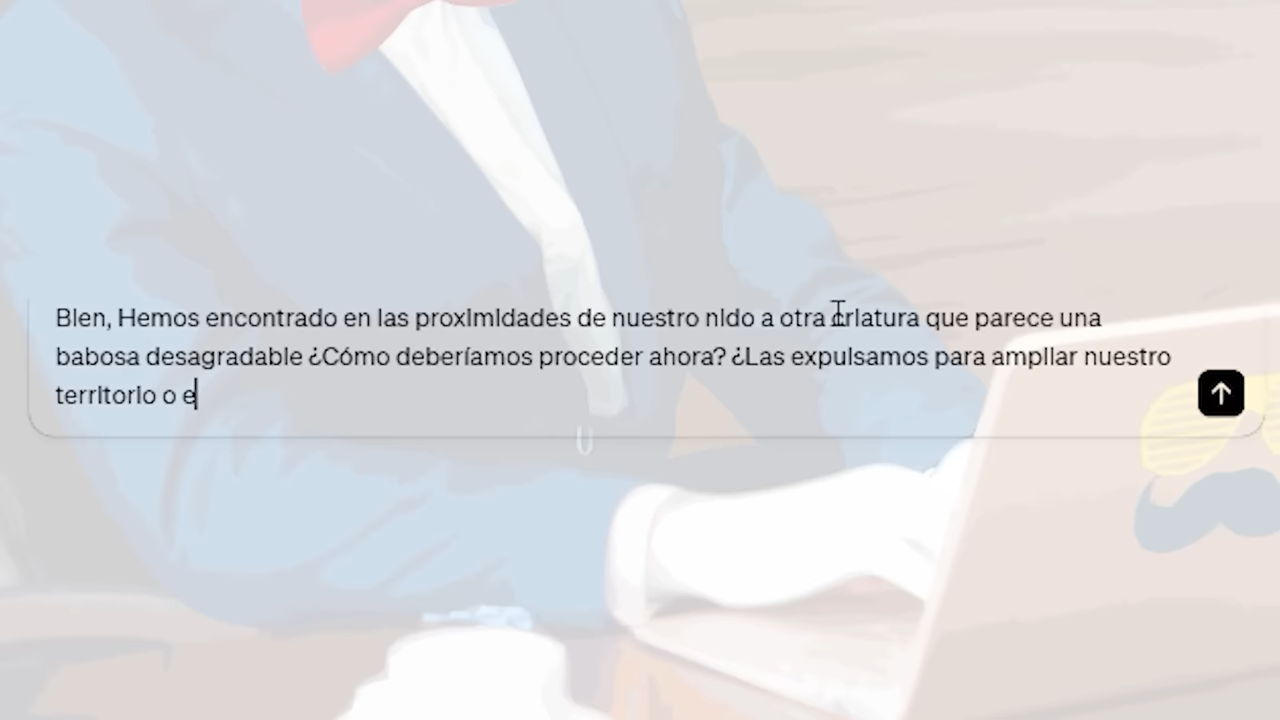 Bien, Hemos encontrado en las proximidades de nuestro nido a otra criatura que parece una
babosa desagradable ¿Cómo deberíamos proceder ahora? ¿Las expulsamos para ampliar nuestro
territorio o e